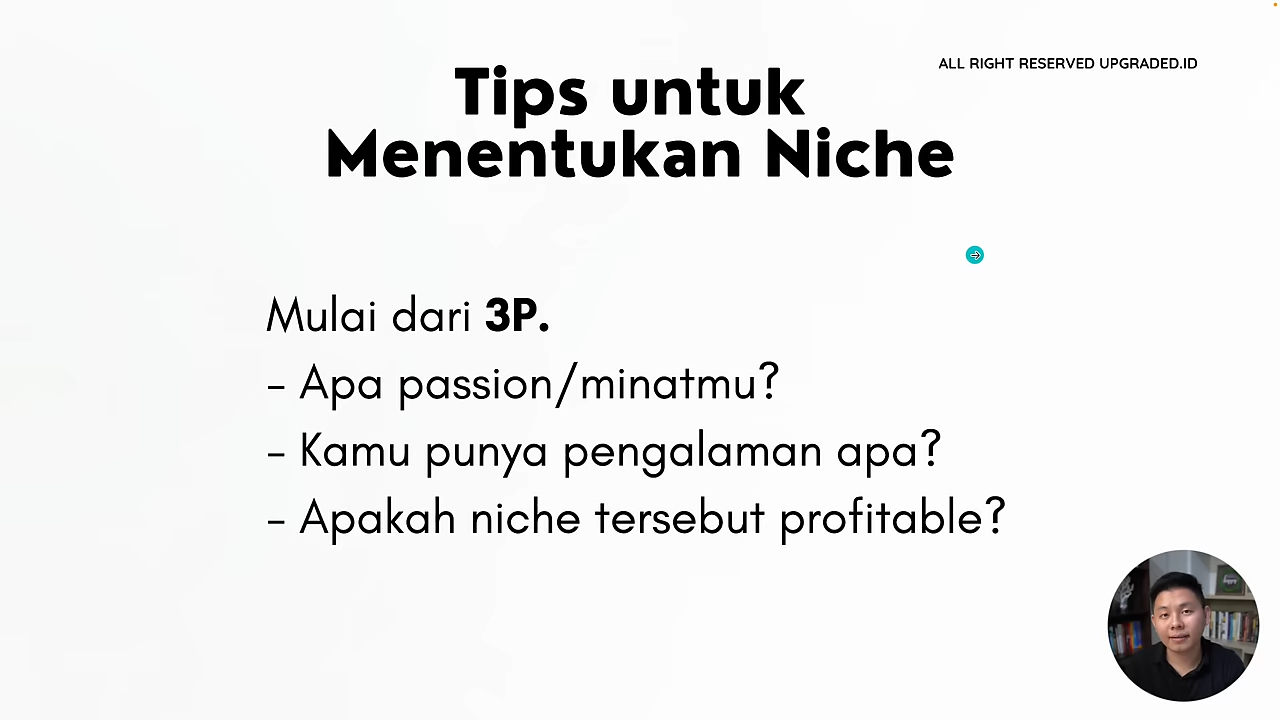 ALL RIGHT RESERVED UPGRADED.ID
Tips untuk
Menentukan Niche
Mulai dari 3P.
- Apa passion/minatmu?
- Kamu punya pengalaman apa?
- Apakah niche tersebut profitable?